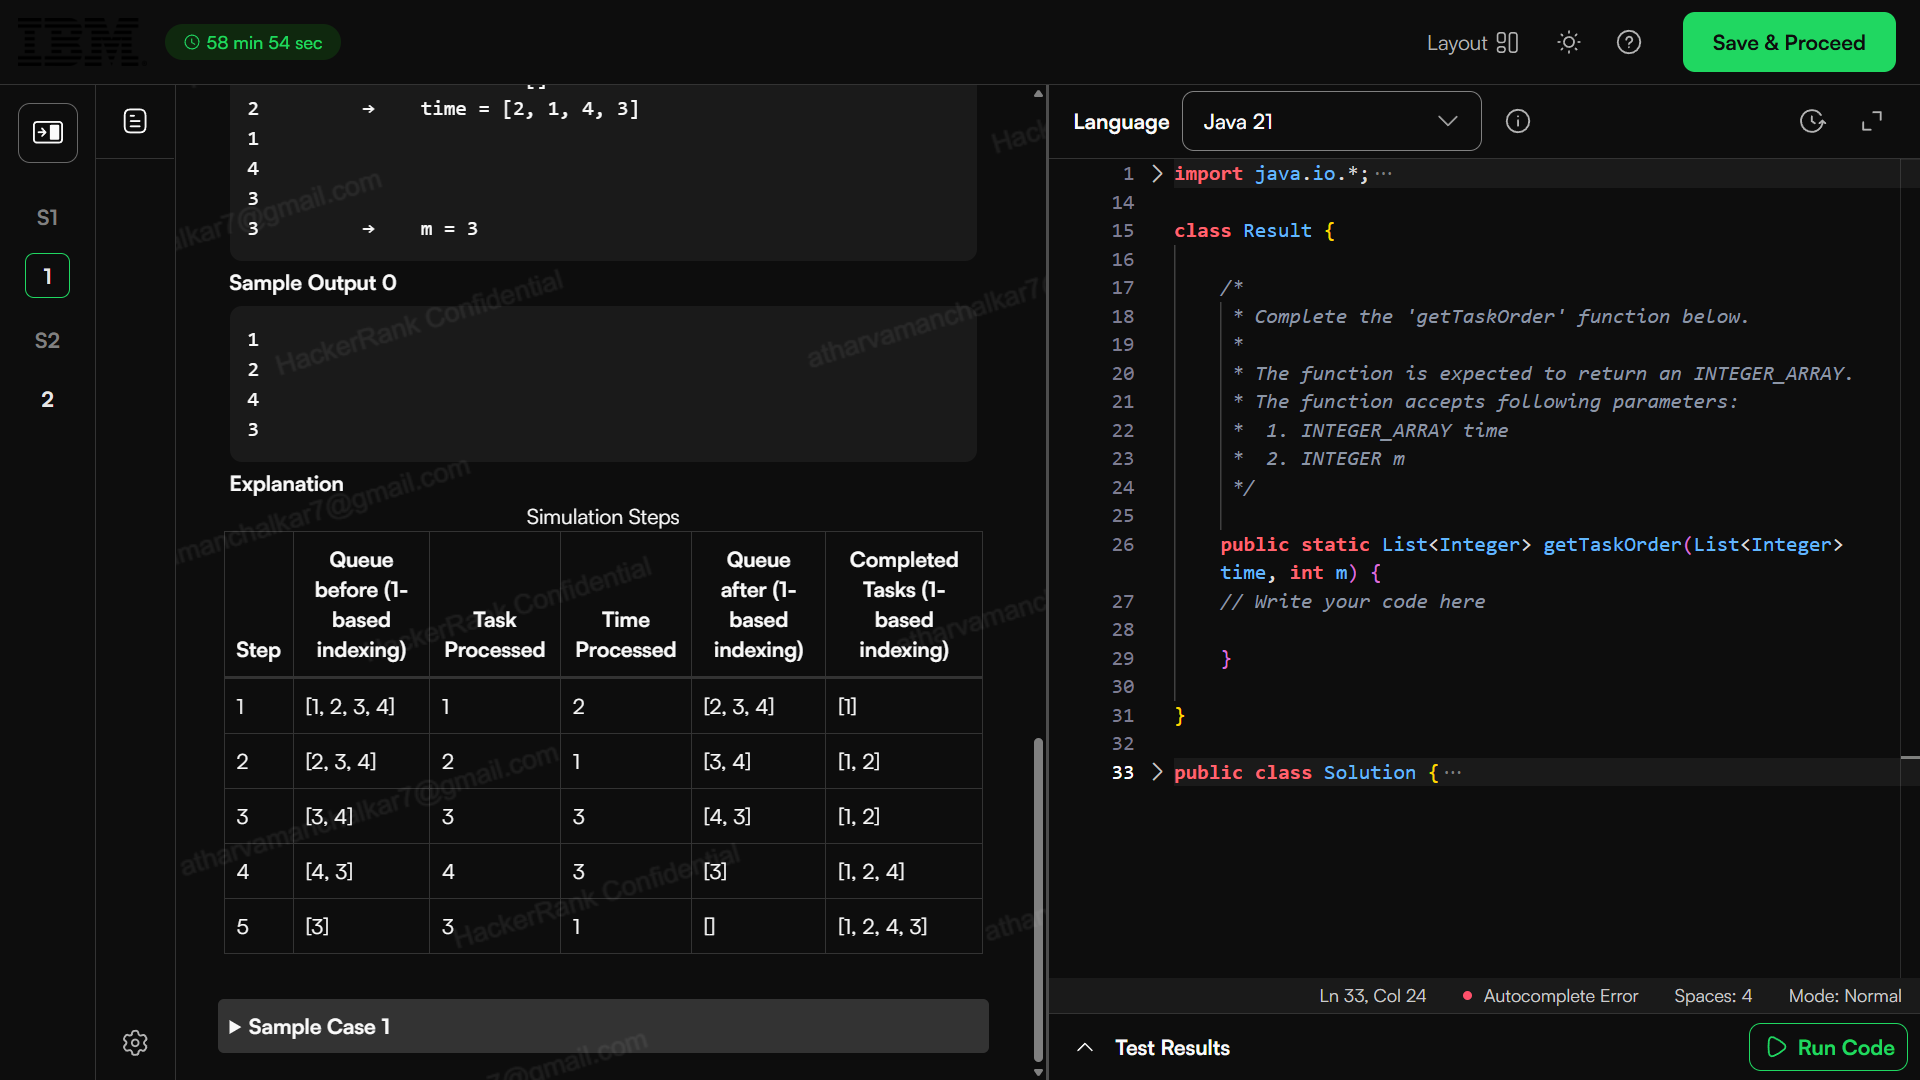 IBM
58 min 54 sec
Layout
Save & Proceed
S1
1
S2
2
2 → time = [2, 1, 4, 3]
1
4
3
3 → m = 3
Sample Output 0
1
2
4
3
Explanation
Simulation Steps
Step Queue before (1-based indexing) Task Processed Time Processed Queue after (1-based indexing) Completed Tasks (1-based indexing)
1 [1, 2, 3, 4] 1 2 [2, 3, 4] [1]
2 [2, 3, 4] 2 1 [3, 4] [1, 2]
3 [3, 4] 3 3 [4, 3] [1, 2]
4 [4, 3] 4 3 [3] [1, 2, 4]
5 [3] 3 1 [] [1, 2, 4, 3]
▶ Sample Case 1
HackerRank Confidential
atharvamanchalkar7@gmail.com
Language Java 21
1 import java.io.*;···
14
15 class Result {
16
17 /*
18 * Complete the 'getTaskOrder' function below.
19 *
20 * The function is expected to return an INTEGER_ARRAY.
21 * The function accepts following parameters:
22 * 1. INTEGER_ARRAY time
23 * 2. INTEGER m
24 */
25
26 public static List<Integer> getTaskOrder(List<Integer>
time, int m) {
27 // Write your code here
28
29 }
30
31 }
32
33 public class Solution {···
Ln 33, Col 24 Autocomplete Error Spaces: 4 Mode: Normal
Test Results
Run Code